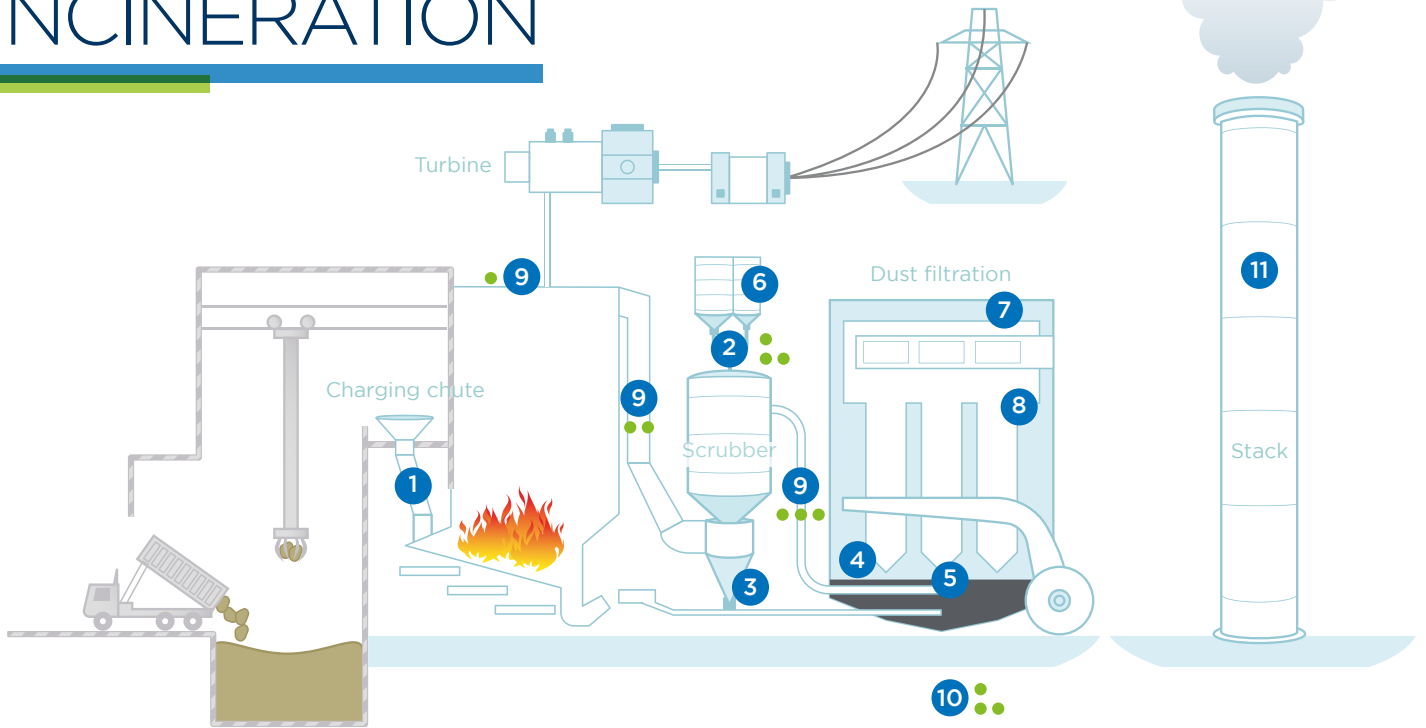 NCINERATION
Turbine
9
6
Dust filtration
11
7
2
Charging chute
9
8
Scrubber
Stack
1
9
4
5
3
10